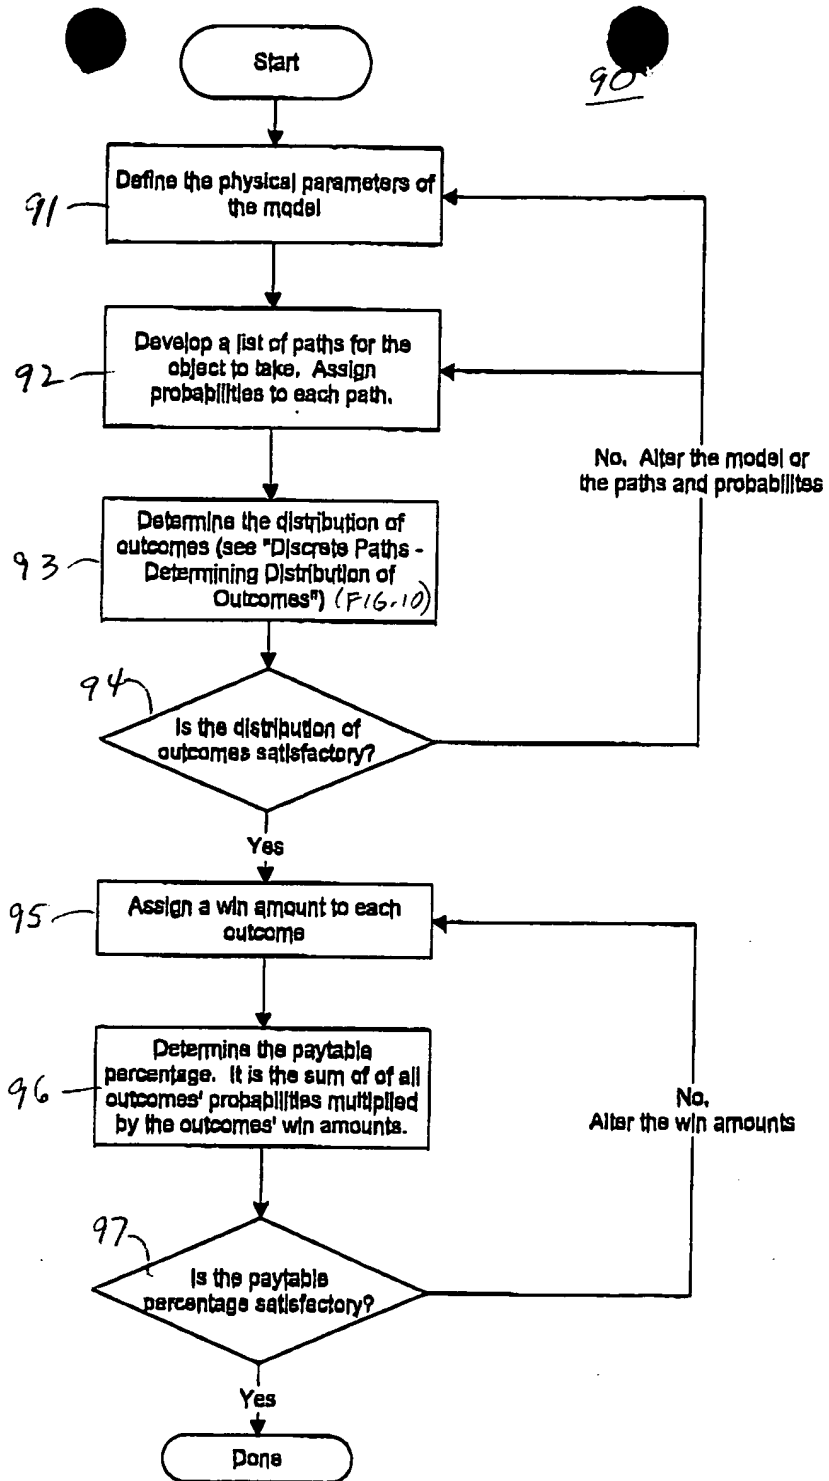 Start
90
91
Define the physical parameters of
the model
92
Develop a list of paths for the
object to take. Assign
probabilities to each path.
No. Alter the model or
the paths and probabilites
93
Determine the distribution of
outcomes (see "Discrete Paths -
Determining Distribution of
Outcomes") (FIG. 10)
94
Is the distribution of
outcomes satisfactory?
Yes
95
Assign a win amount to each
outcome
96
Determine the paytable
percentage. It is the sum of of all
outcomes' probabilities multiplied
by the outcomes' win amounts.
No.
Alter the win amounts
97
Is the paytable
percentage satisfactory?
Yes
Done